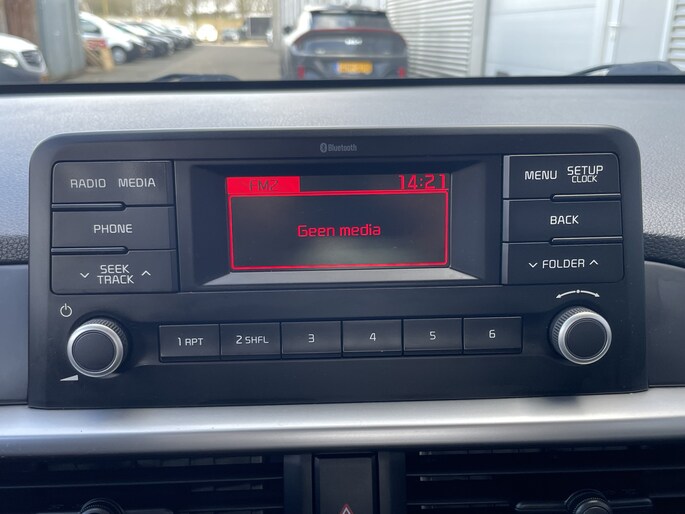 Bluetooth
RADIO MEDIA
PHONE
SEEK
TRACK
FM2 14:21
Geen media
MENU SETUP
CLOCK
BACK
FOLDER
1 RPT 2 SHFL 3 4 5 6